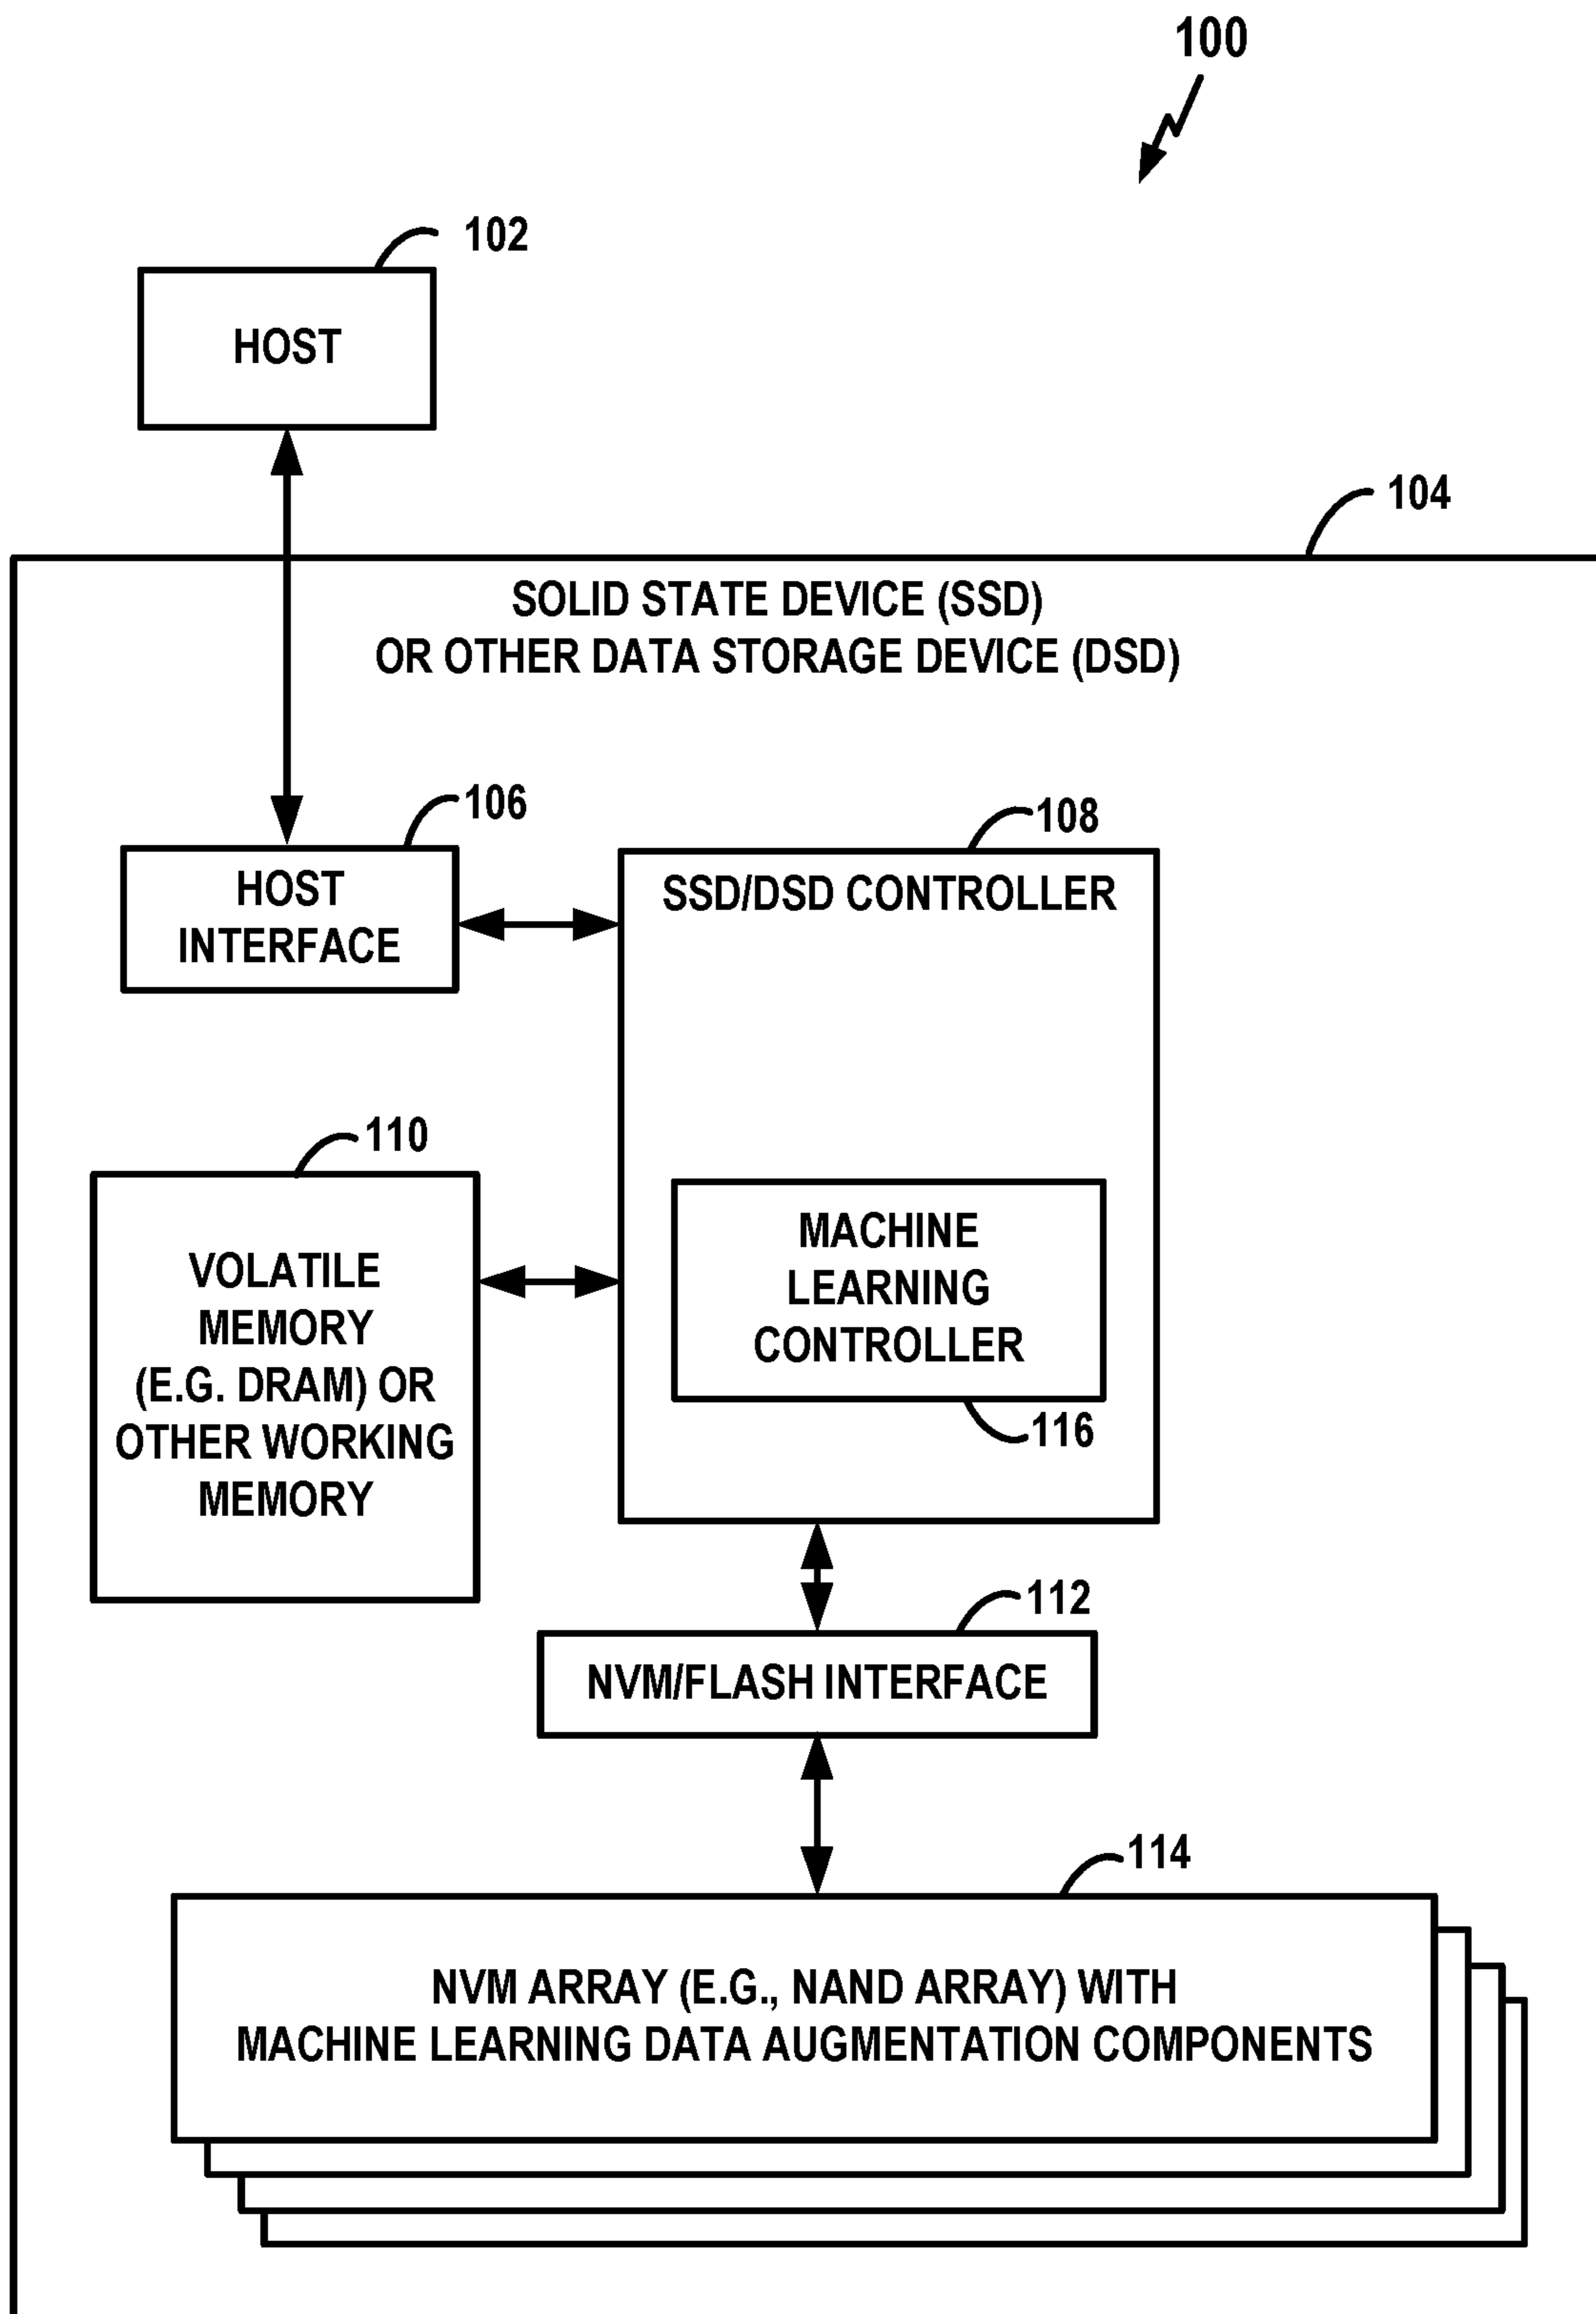 100
102
HOST
104
SOLID STATE DEVICE (SSD)
OR OTHER DATA STORAGE DEVICE (DSD)
106
HOST
INTERFACE
108
SSD/DSD CONTROLLER
110
VOLATILE
MEMORY
(E.G. DRAM) OR
OTHER WORKING
MEMORY
MACHINE
LEARNING
CONTROLLER
116
112
NVM/FLASH INTERFACE
114
NVM ARRAY (E.G., NAND ARRAY) WITH
MACHINE LEARNING DATA AUGMENTATION COMPONENTS